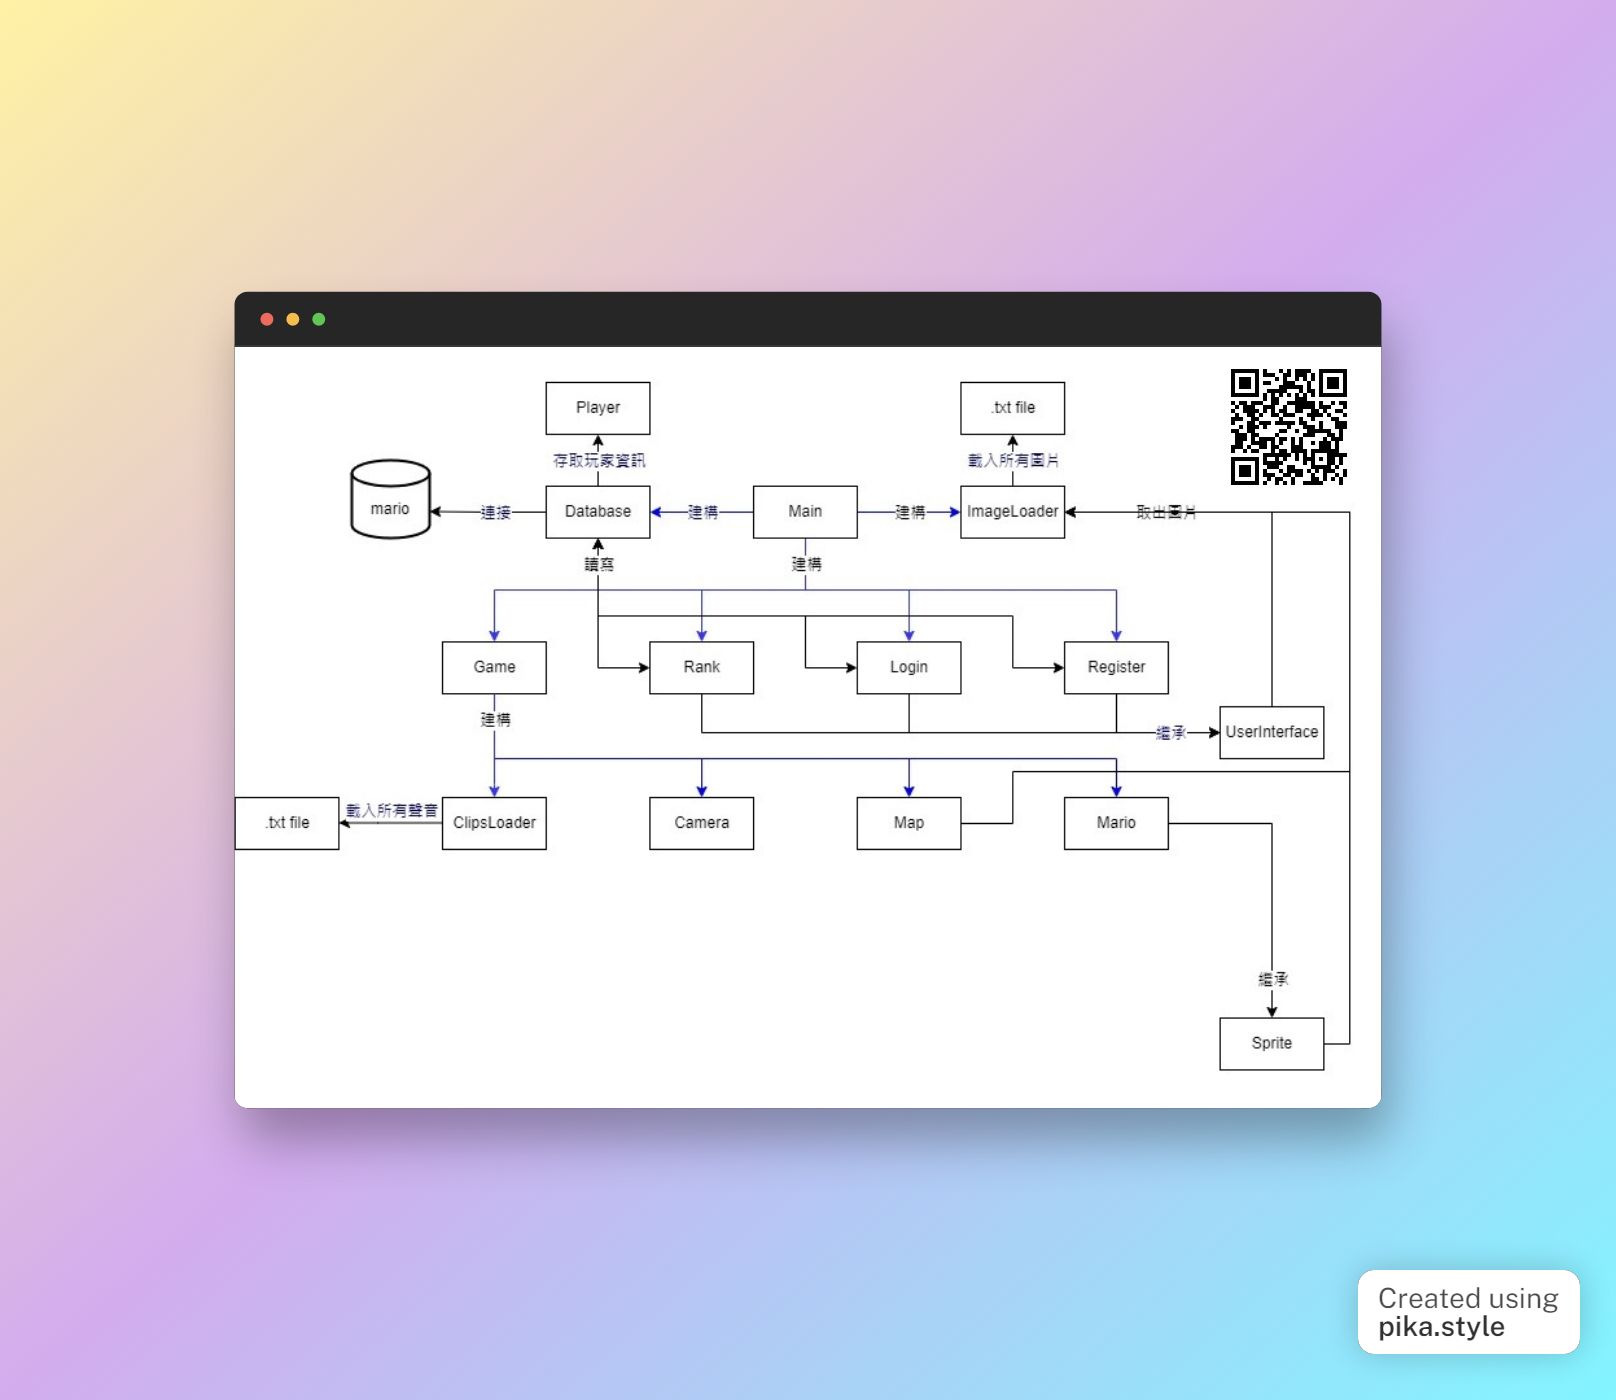 Player
.txt file
存取玩家資訊
載入所有圖片
mario
連接
Database
建構
Main
建構
ImageLoader
取出圖片
讀寫
建構
Game
Rank
Login
Register
建構
繼承
UserInterface
.txt file
載入所有聲音
ClipsLoader
Camera
Map
Mario
繼承
Sprite
Created using
pika.style